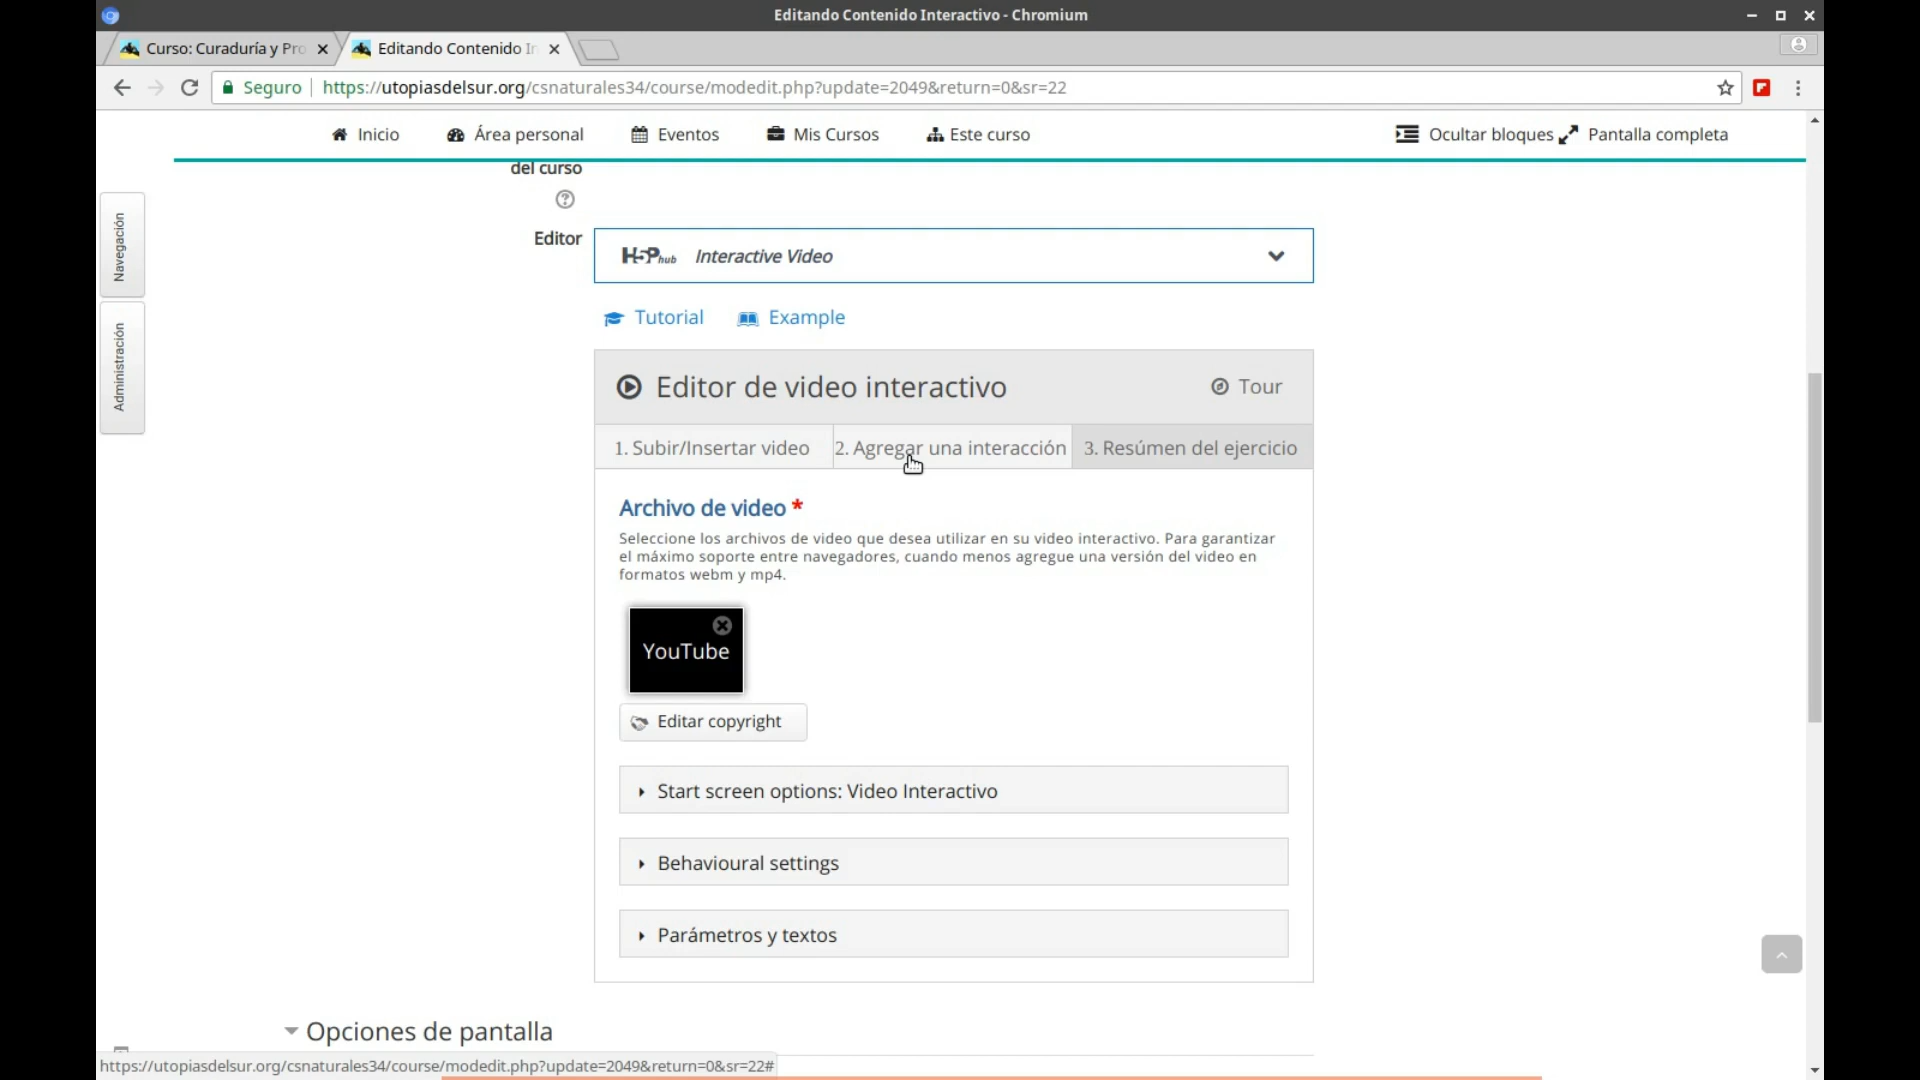 Editando Contenido Interactivo - Chromium
Curso: Curaduría y Pro
Editando Contenido In
Seguro
https://utopiasdelsur.org/csnaturales34/course/modedit.php?update=2049&return=0&sr=22
Inicio
Área personal
Eventos
Mis Cursos
Este curso
Ocultar bloques
Pantalla completa
del curso
Navegación
Administración
Editor
H5P hub
Interactive Video
Tutorial
Example
Editor de video interactivo
Tour
1. Subir/Insertar video
2. Agregar una interacción
3. Resúmen del ejercicio
Archivo de video *
Seleccione los archivos de video que desea utilizar en su video interactivo. Para garantizar
el máximo soporte entre navegadores, cuando menos agregue una versión del video en
formatos webm y mp4.
YouTube
Editar copyright
Start screen options: Video Interactivo
Behavioural settings
Parámetros y textos
Opciones de pantalla
https://utopiasdelsur.org/csnaturales34/course/modedit.php?update=2049&return=0&sr=22#